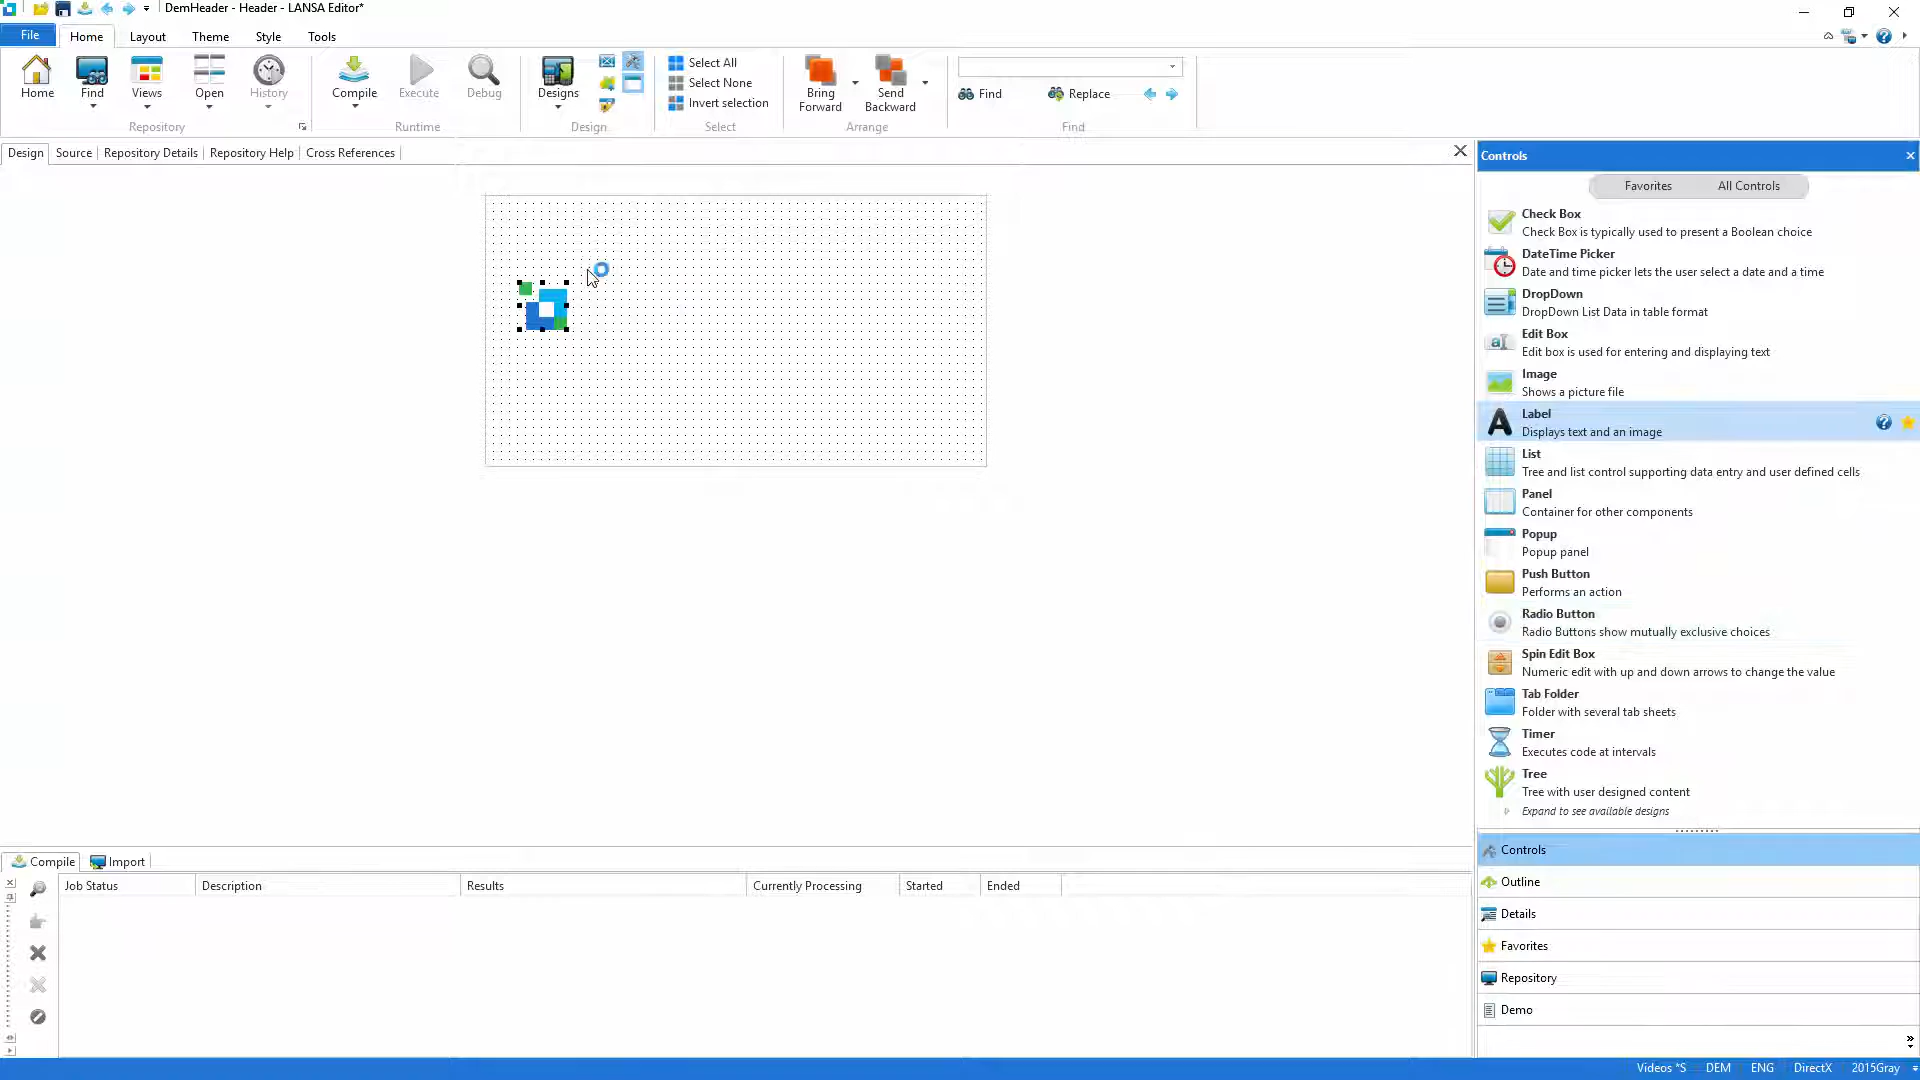 DemHeader - Header - LANSA Editor*
File Home Layout Theme Style Tools
Home Find Views Open History Compile Execute Debug Designs
Select All
Select None
Invert selection
Bring Forward
Send Backward
Find Replace
Repository Runtime Design Select Arrange Find
Design Source Repository Details Repository Help Cross References
Controls
Favorites All Controls
Check Box
Check Box is typically used to present a Boolean choice
DateTime Picker
Date and time picker lets the user select a date and a time
DropDown
DropDown List Data in table format
Edit Box
Edit box is used for entering and displaying text
Image
Shows a picture file
Label
Displays text and an image
List
Tree and list control supporting data entry and user defined cells
Panel
Container for other components
Popup
Popup panel
Push Button
Performs an action
Radio Button
Radio Buttons show mutually exclusive choices
Spin Edit Box
Numeric edit with up and down arrows to change the value
Tab Folder
Folder with several tab sheets
Timer
Executes code at intervals
Tree
Tree with user designed content
Expand to see available designs
Controls
Outline
Details
Favorites
Repository
Demo
Compile Import
Job Status Description Results Currently Processing Started Ended
Videos *S DEM ENG DirectX 2015Gray